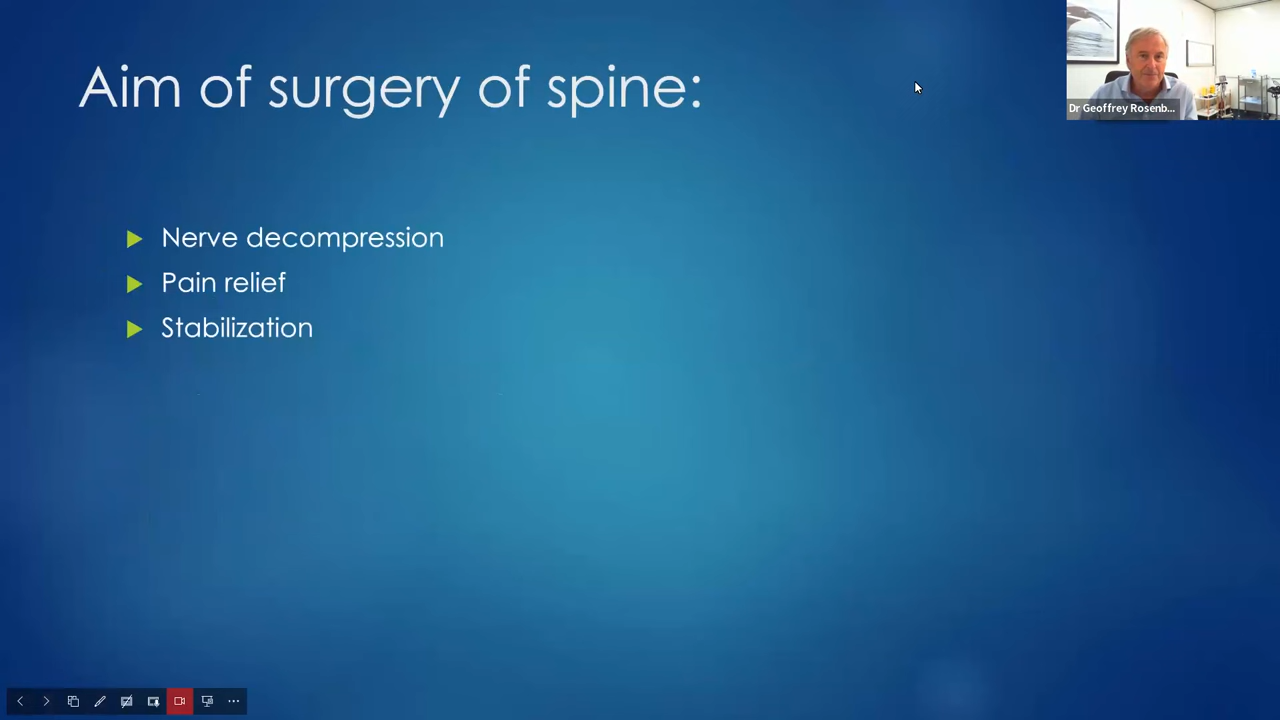 Aim of surgery of spine:
Dr Geoffrey Rosenb...
Nerve decompression
Pain relief
Stabilization